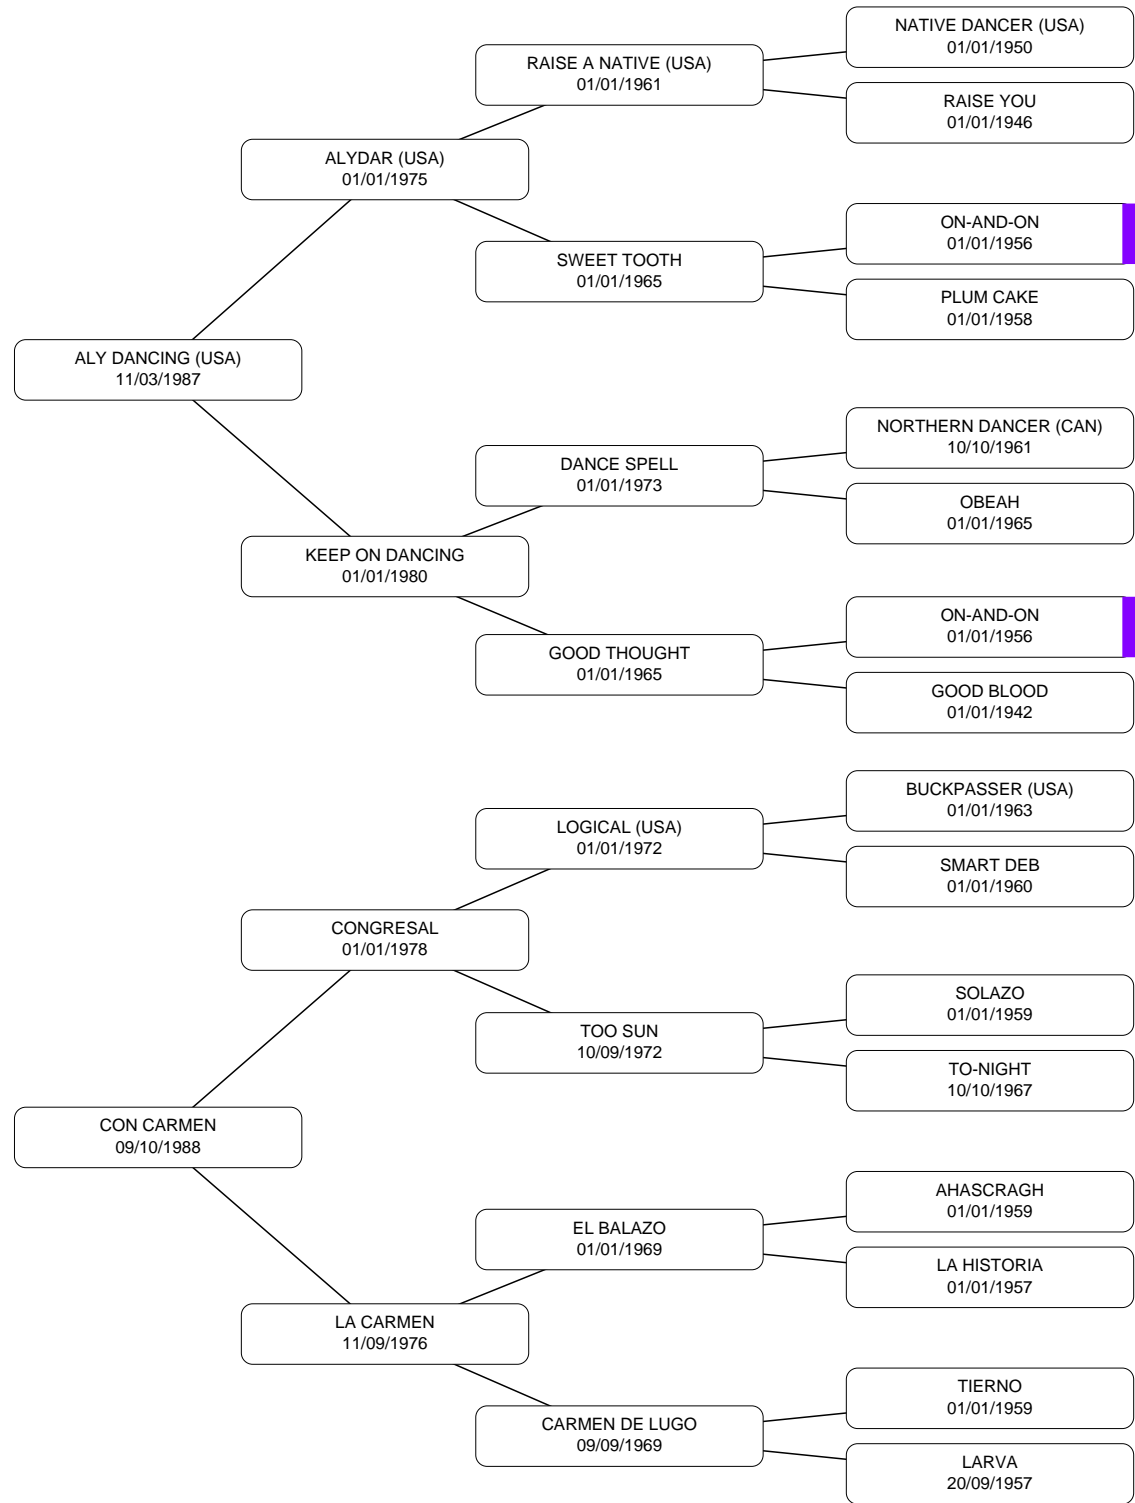 NATIVE DANCER (USA)
01/01/1950
RAISE A NATIVE (USA)
01/01/1961
RAISE YOU
01/01/1946
ALYDAR (USA)
01/01/1975
ON-AND-ON
01/01/1956
SWEET TOOTH
01/01/1965
PLUM CAKE
01/01/1958
ALY DANCING (USA)
11/03/1987
NORTHERN DANCER (CAN)
10/10/1961
DANCE SPELL
01/01/1973
OBEAH
01/01/1965
KEEP ON DANCING
01/01/1980
ON-AND-ON
01/01/1956
GOOD THOUGHT
01/01/1965
GOOD BLOOD
01/01/1942
BUCKPASSER (USA)
01/01/1963
LOGICAL (USA)
01/01/1972
SMART DEB
01/01/1960
CONGRESAL
01/01/1978
SOLAZO
01/01/1959
TOO SUN
10/09/1972
TO-NIGHT
10/10/1967
CON CARMEN
09/10/1988
AHASCRAGH
01/01/1959
EL BALAZO
01/01/1969
LA HISTORIA
01/01/1957
LA CARMEN
11/09/1976
TIERNO
01/01/1959
CARMEN DE LUGO
09/09/1969
LARVA
20/09/1957